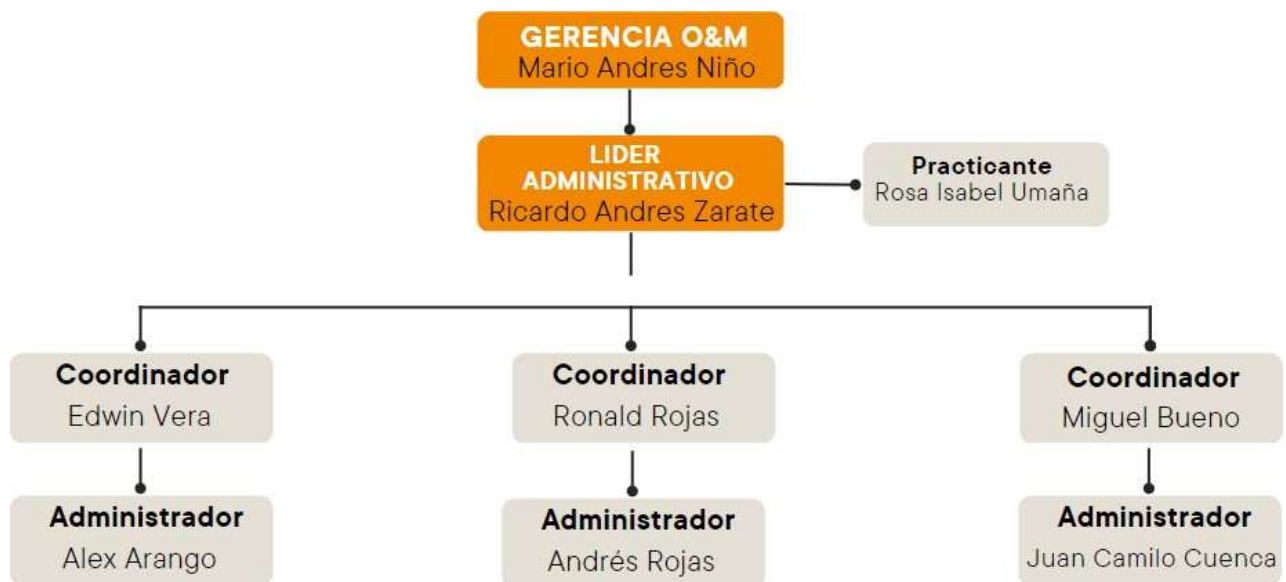 GERENCIA O&M
Mario Andres Niño
LIDER
ADMINISTRATIVO
Ricardo Andres Zarate
Practicante
Rosa Isabel Umaña
Coordinador
Edwin Vera
Coordinador
Ronald Rojas
Coordinador
Miguel Bueno
Administrador
Alex Arango
Administrador
Andrés Rojas
Administrador
Juan Camilo Cuenca